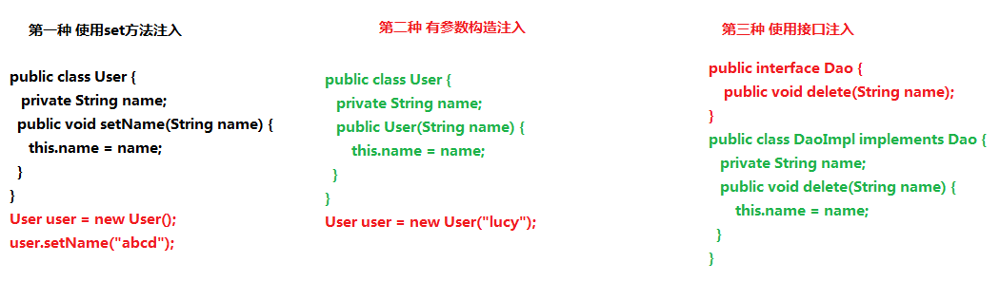 第一种 使用set方法注入
public class User {
private String name;
public void setName(String name) {
this.name = name;
}
}
User user = new User();
user.setName("abcd");
第二种 有参数构造注入
public class User {
private String name;
public User(String name) {
this.name = name;
}
}
User user = new User("lucy");
第三种 使用接口注入
public interface Dao {
public void delete(String name);
}
public class DaoImpl implements Dao {
private String name;
public void delete(String name) {
this.name = name;
}
}